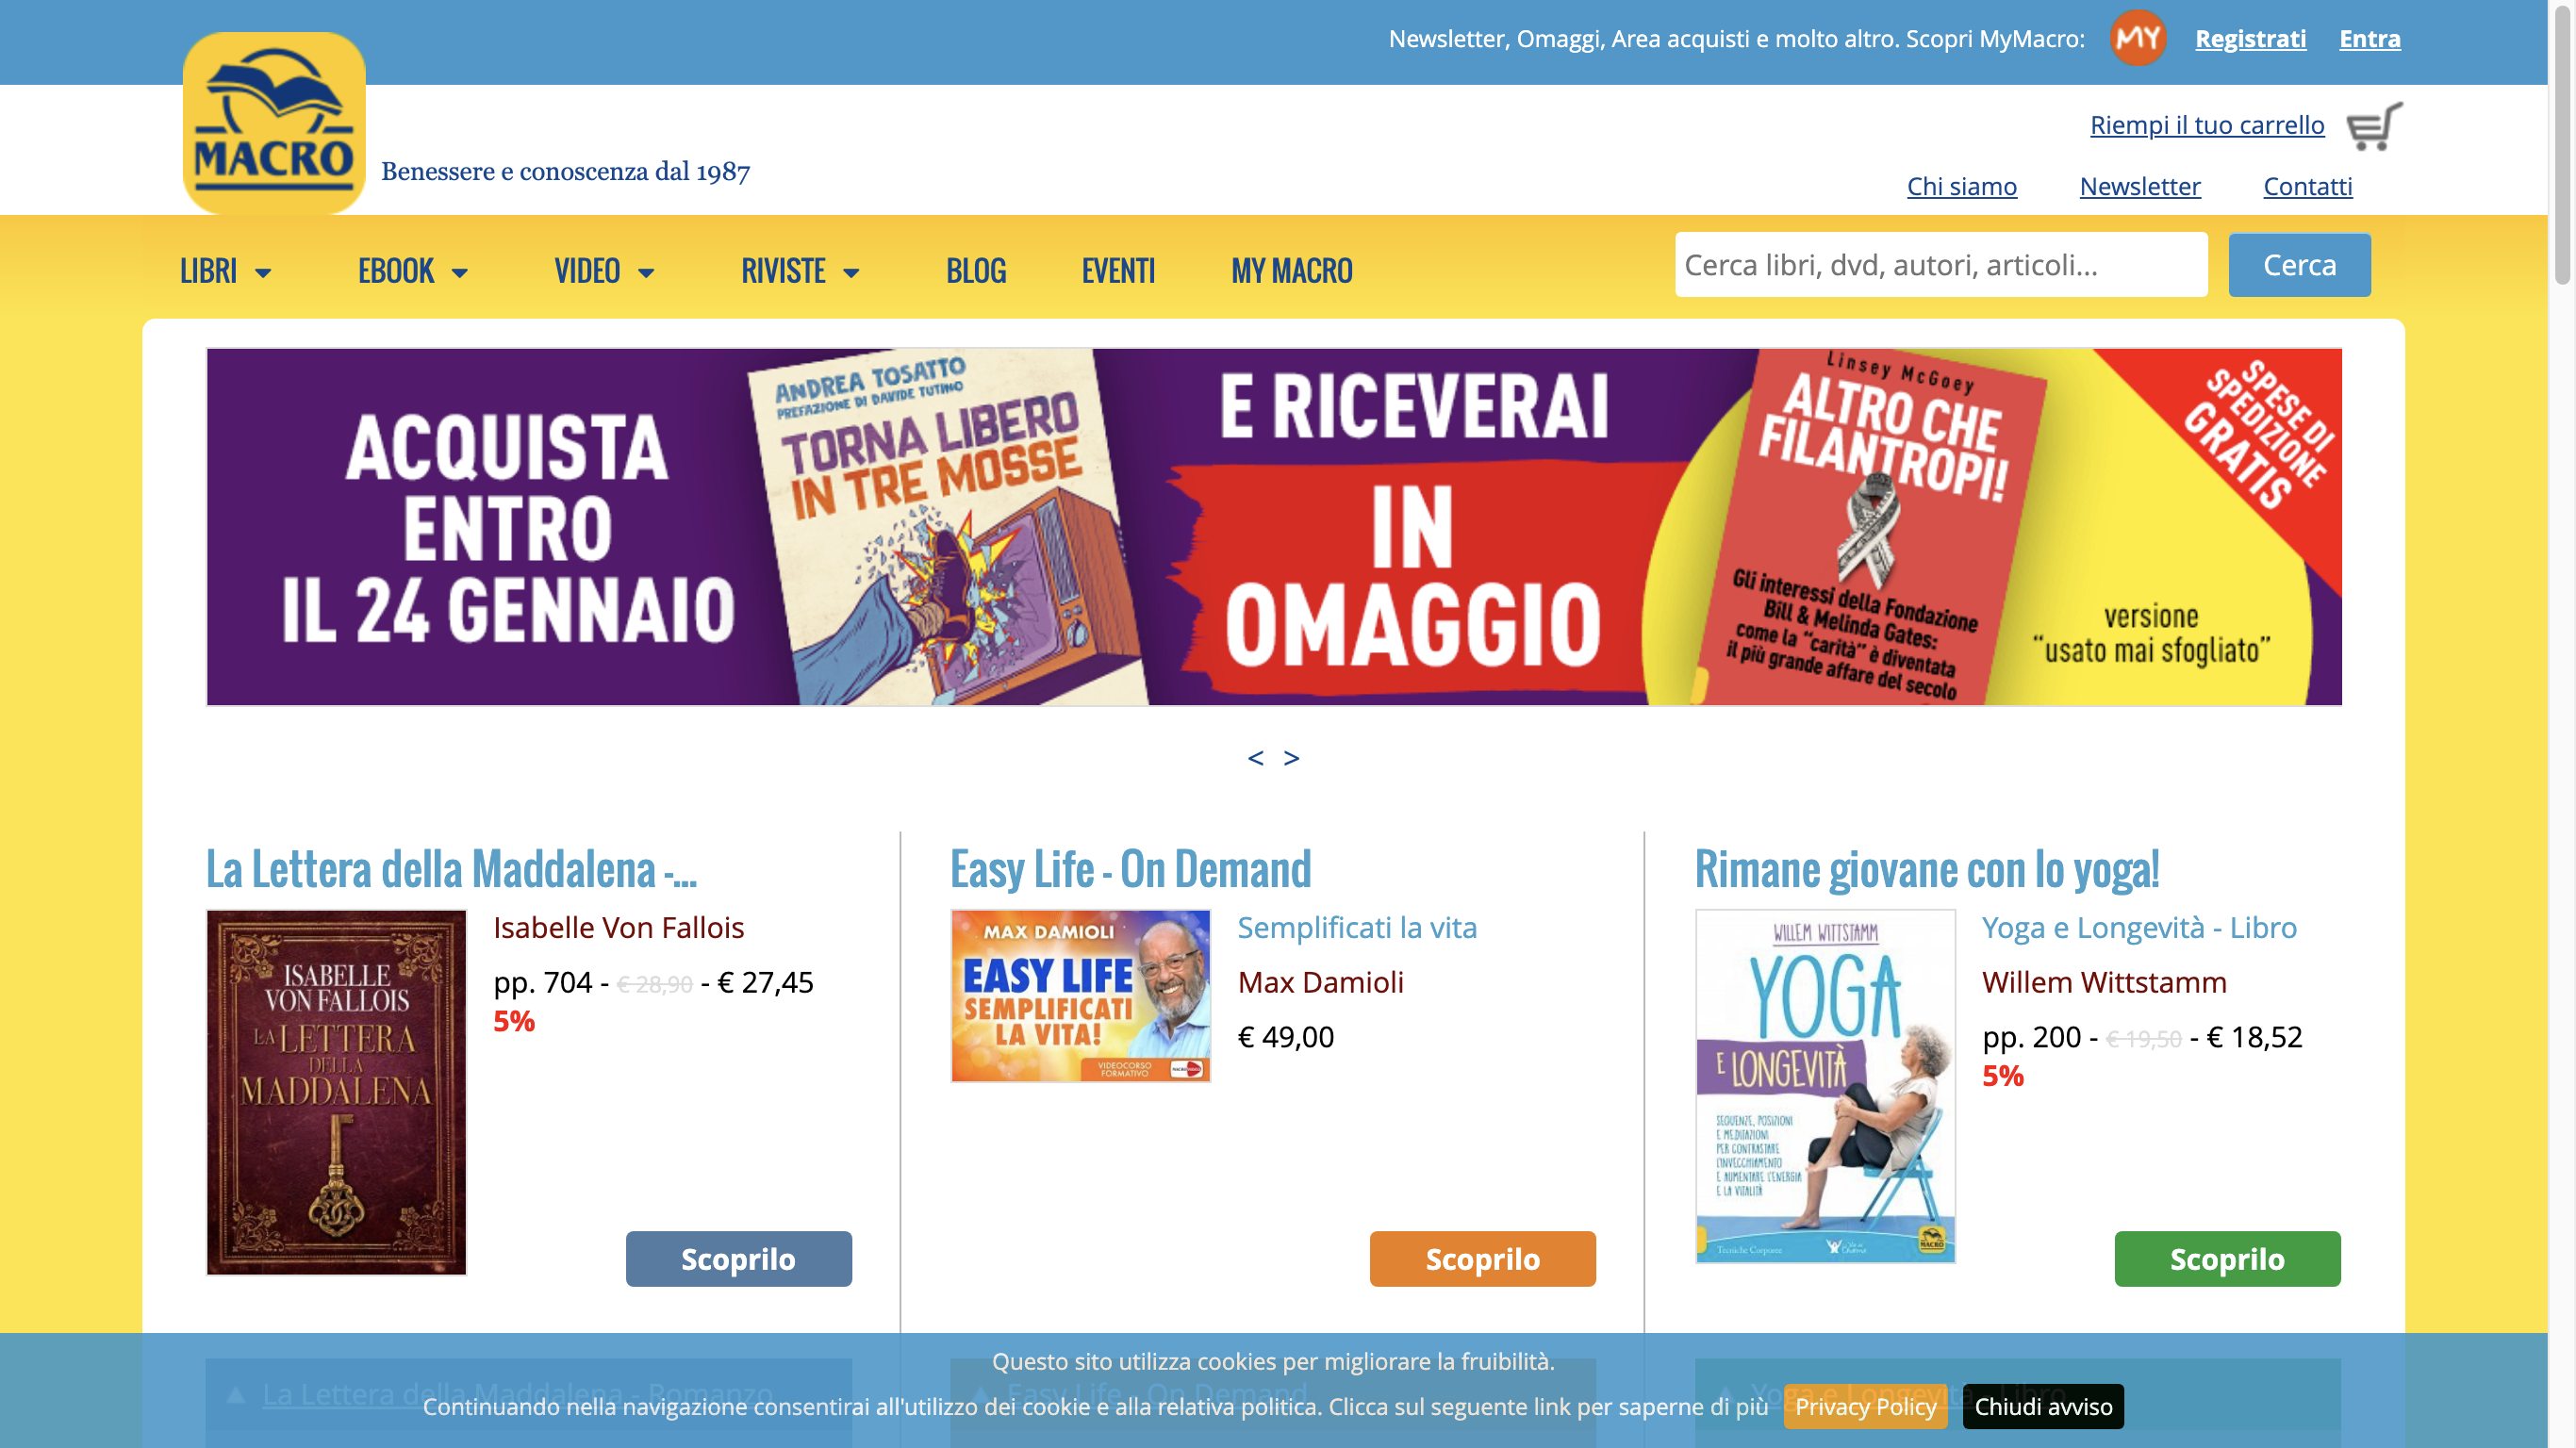 Newsletter, Omaggi, Area acquisti e molto altro. Scopri MyMacro: MY Registrati Entra
MACRO
Benessere e conoscenza dal 1987
Riempi il tuo carrello
Chi siamo Newsletter Contatti
LIBRI EBOOK VIDEO RIVISTE BLOG EVENTI MY MACRO
Cerca libri, dvd, autori, articoli... Cerca
ACQUISTA
ENTRO
IL 24 GENNAIO
ANDREA TOSATTO
PREFAZIONE DI DAVIDE TUTINO
TORNA LIBERO
IN TRE MOSSE
E RICEVERAI
IN
OMAGGIO
Linsey McGoey
ALTRO CHE
FILANTROPI!
Gli interessi della Fondazione
Bill & Melinda Gates:
come la "carità" è diventata
il più grande affare del secolo
SPESE DI
SPEDIZIONE
GRATIS
versione
"usato mai sfogliato"
< >
La Lettera della Maddalena -...
ISABELLE
VON FALLOIS
LA LETTERA
DELLA
MADDALENA
Isabelle Von Fallois
pp. 704 - € 28,90 - € 27,45
5%
Scoprilo
Easy Life - On Demand
MAX DAMIOLI
EASY LIFE
SEMPLIFICATI
LA VITA!
VIDEOCORSO
FORMATIVO
Semplificati la vita
Max Damioli
€ 49,00
Scoprilo
Rimane giovane con lo yoga!
WILLEM WITTSTAMM
YOGA
E LONGEVITÀ
SEQUENZE, POSIZIONI
E MEDITAZIONI
PER CONTRASTARE
L'INVECCHIAMENTO
E AUMENTARE L'ENERGIA
E LA VITALITÀ
Tecniche Corporee
MACRO
Yoga e Longevità - Libro
Willem Wittstamm
pp. 200 - € 19,50 - € 18,52
5%
Scoprilo
La Lettera della Maddalena - Romanzo
Easy Life - On Demand
Yoga e Longevità - Libro
Questo sito utilizza cookies per migliorare la fruibilità.
Continuando nella navigazione consentirai all'utilizzo dei cookie e alla relativa politica. Clicca sul seguente link per saperne di più Privacy Policy Chiudi avviso